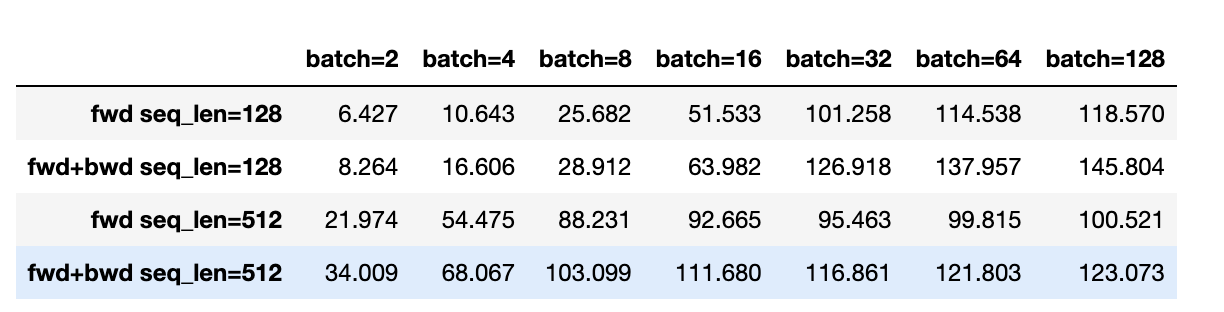 batch=2 batch=4 batch=8 batch=16 batch=32 batch=64 batch=128
fwd seq_len=128 6.427 10.643 25.682 51.533 101.258 114.538 118.570
fwd+bwd seq_len=128 8.264 16.606 28.912 63.982 126.918 137.957 145.804
fwd seq_len=512 21.974 54.475 88.231 92.665 95.463 99.815 100.521
fwd+bwd seq_len=512 34.009 68.067 103.099 111.680 116.861 121.803 123.073